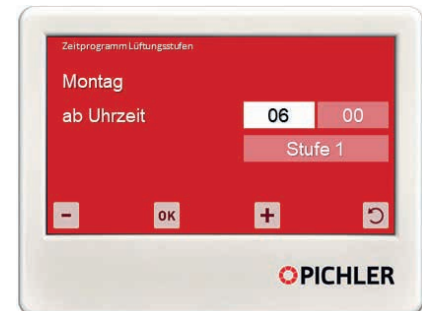 Zeitprogramm Lüftungsstufen
Montag
ab Uhrzeit 06 00
Stufe 1
- OK +
PICHLER